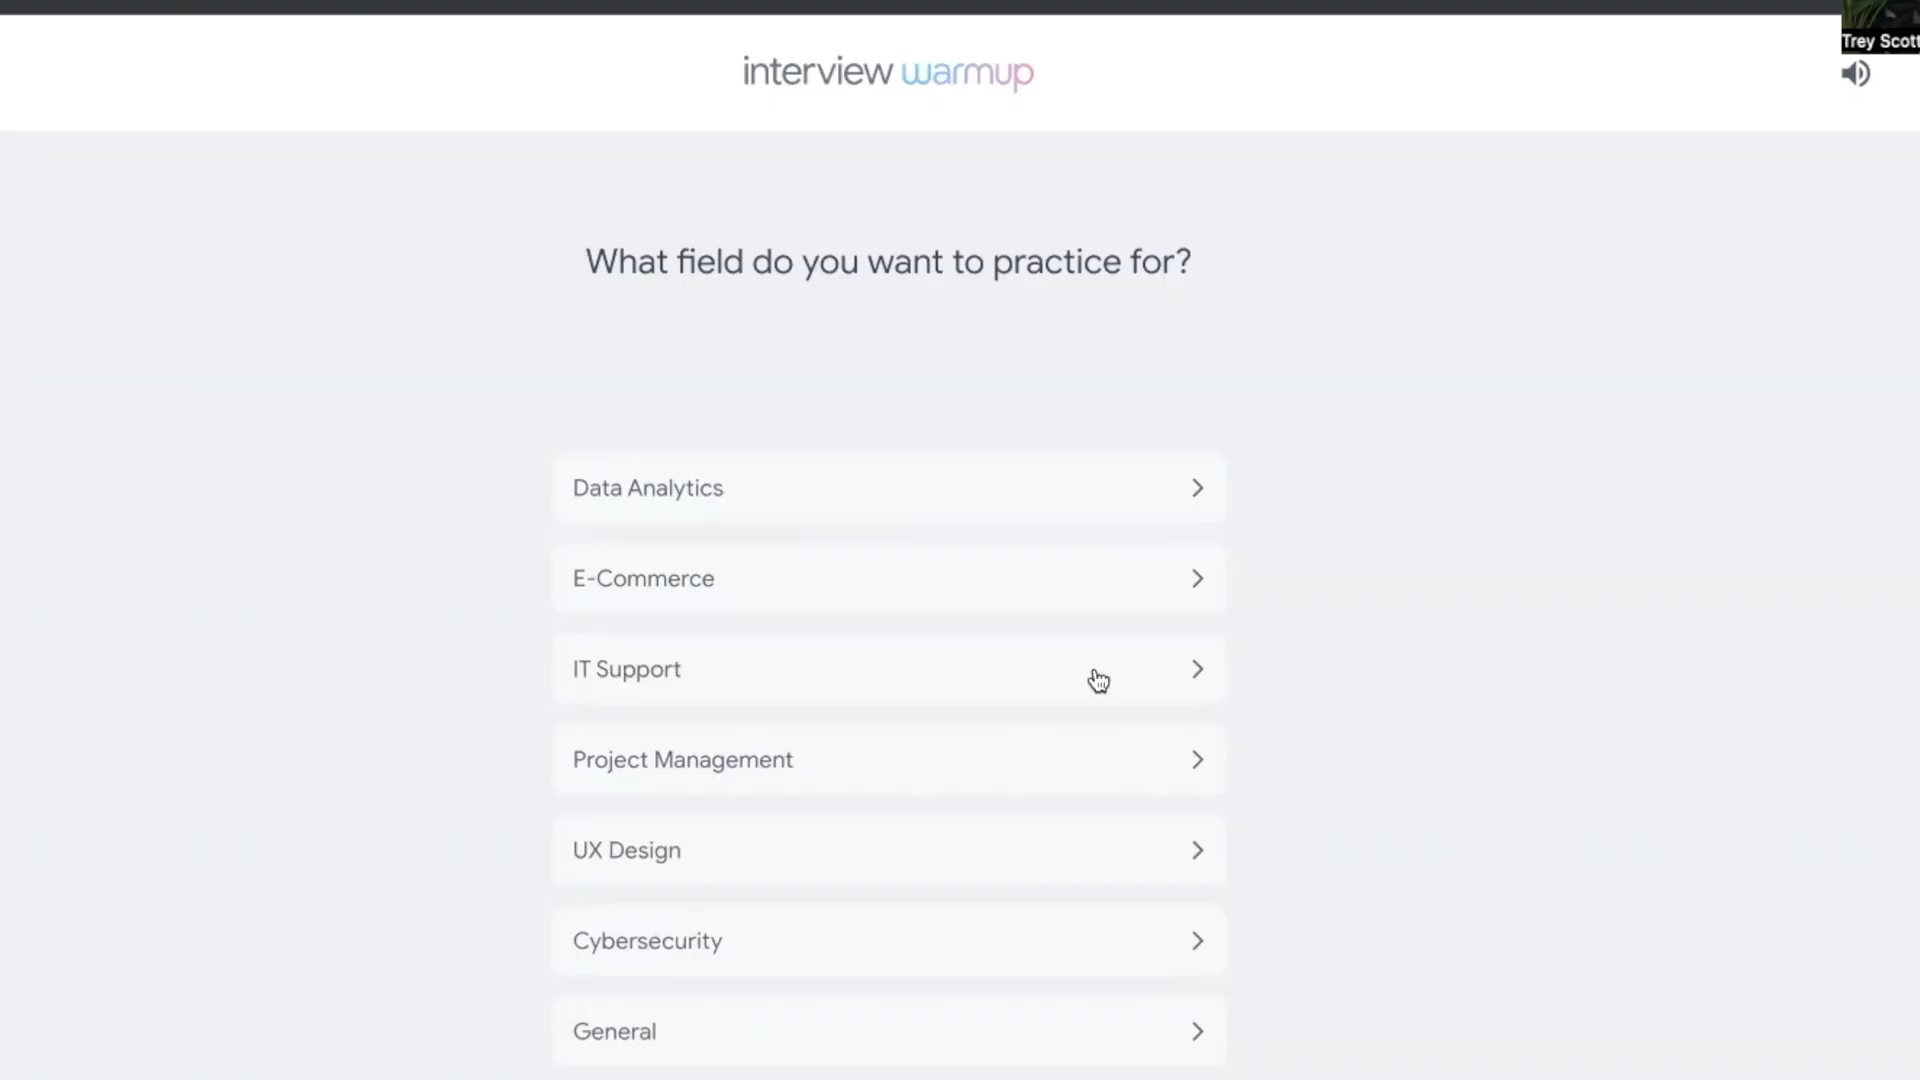 Trey Scott
interview warmup
What field do you want to practice for?
Data Analytics
E-Commerce
IT Support
Project Management
UX Design
Cybersecurity
General